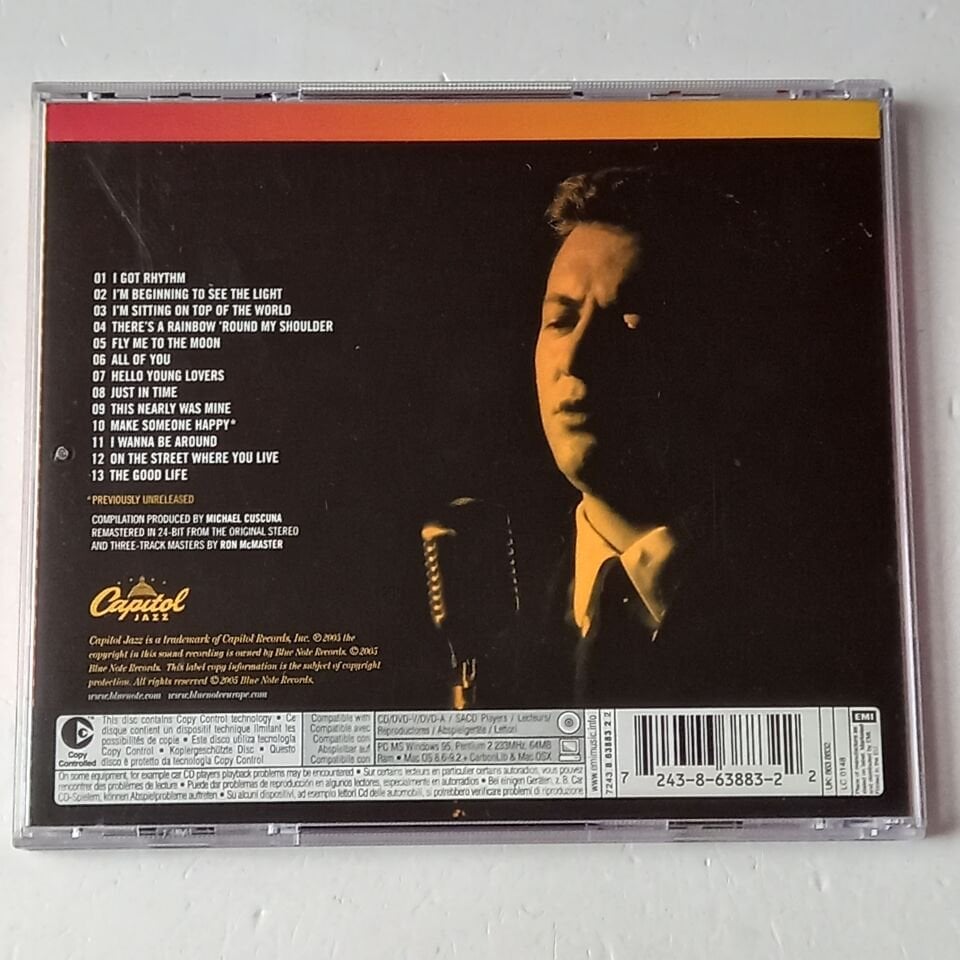 01 I GOT RHYTHM
02 I'M BEGINNING TO SEE THE LIGHT
03 I'M SITTING ON TOP OF THE WORLD
04 THERE'S A RAINBOW 'ROUND MY SHOULDER
05 FLY ME TO THE MOON
06 ALL OF YOU
07 HELLO YOUNG LOVERS
08 JUST IN TIME
09 THIS NEARLY WAS MINE
10 MAKE SOMEONE HAPPY*
11 I WANNA BE AROUND
12 ON THE STREET WHERE YOU LIVE
13 THE GOOD LIFE
*PREVIOUSLY UNRELEASED
COMPILATION PRODUCED BY MICHAEL CUSCUNA
REMASTERED IN 24-BIT FROM THE ORIGINAL STEREO
AND THREE-TRACK MASTERS BY RON McMASTER
Capitol
JAZZ
Capitol Jazz is a trademark of Capitol Records, Inc. ℗ 2005 the
copyright in this sound recording is owned by Blue Note Records. © 2005
Blue Note Records. This label copy information is the subject of copyright
protection. All rights reserved © 2005 Blue Note Records.
www.bluenote.com www.bluenoteeurope.com
Copy
Controlled
This disc contains Copy Control technology • Ce
disque contient un dispositif technique limitant les
possibilités de copie • Este disco utiliza tecnologia
Copy Control • Kopiergeschützte Disc • Questo
disco è protetto da tecnologia Copy Control
Compatible with
Compatible avec
Compatible con
Abspielbar auf
Compatibile con
CD/DVD-V/DVD-A / SACD Players / Lecteurs/
Reproductores / Abspielgeräte / Lettori
PC MS Windows 95, Pentium 2 233MHz, 64MB
Ram • Mac OS 8.6-9.2 • CarbonLib & Mac OSX
On some equipment, for example car CD players playback problems may be encountered • Sur certains lecteurs en particulier certains autoradios, vous pouvez
rencontrer des problèmes de lecture • Puede dar problemas de reproducción en algunos lectores, especialmente en autoradios • Bei einigen Geräten, z. B. Car
CD-Spielern, können Abspielprobleme auftreten • Su alcuni dispositivi, ad esempio lettori Cd delle automobili, si potrebbero verificare problemi di riproduzione
www.emimusic.info
7243 8 63883 2 2
7 243-8-63883-2 2
LC 0148
EMI